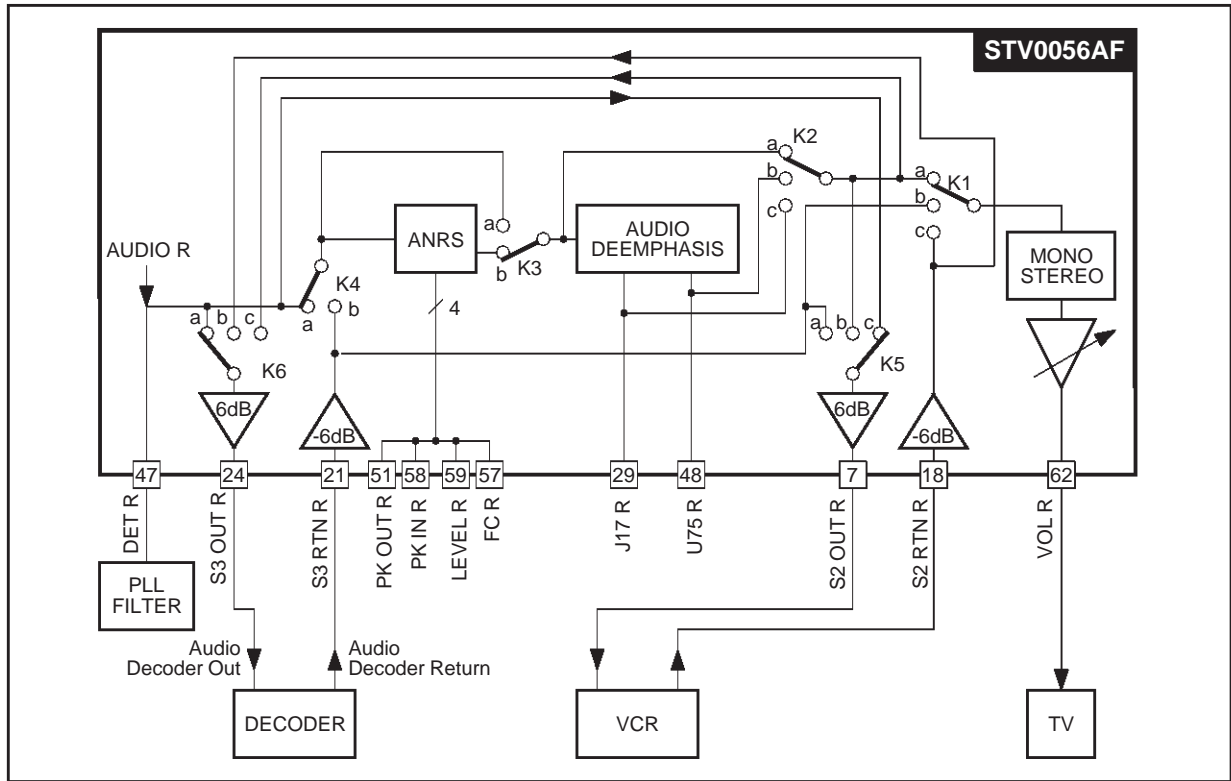 STV0056AF
K2
a
b
c
K1
a
b
c
a
ANRS
K3
b
AUDIO
DEEMPHASIS
MONO
STEREO
AUDIO R
K4
a
b
4
a
b
c
K6
a
b
c
K5
6dB
-6dB
6dB
-6dB
47
24
21
51
58
59
57
29
48
7
18
62
DET R
S3 OUT R
S3 RTN R
PK OUT R
PK IN R
LEVEL R
FC R
J17 R
U75 R
S2 OUT R
S2 RTN R
VOL R
PLL
FILTER
Audio
Decoder Out
Audio
Decoder Return
DECODER
VCR
TV